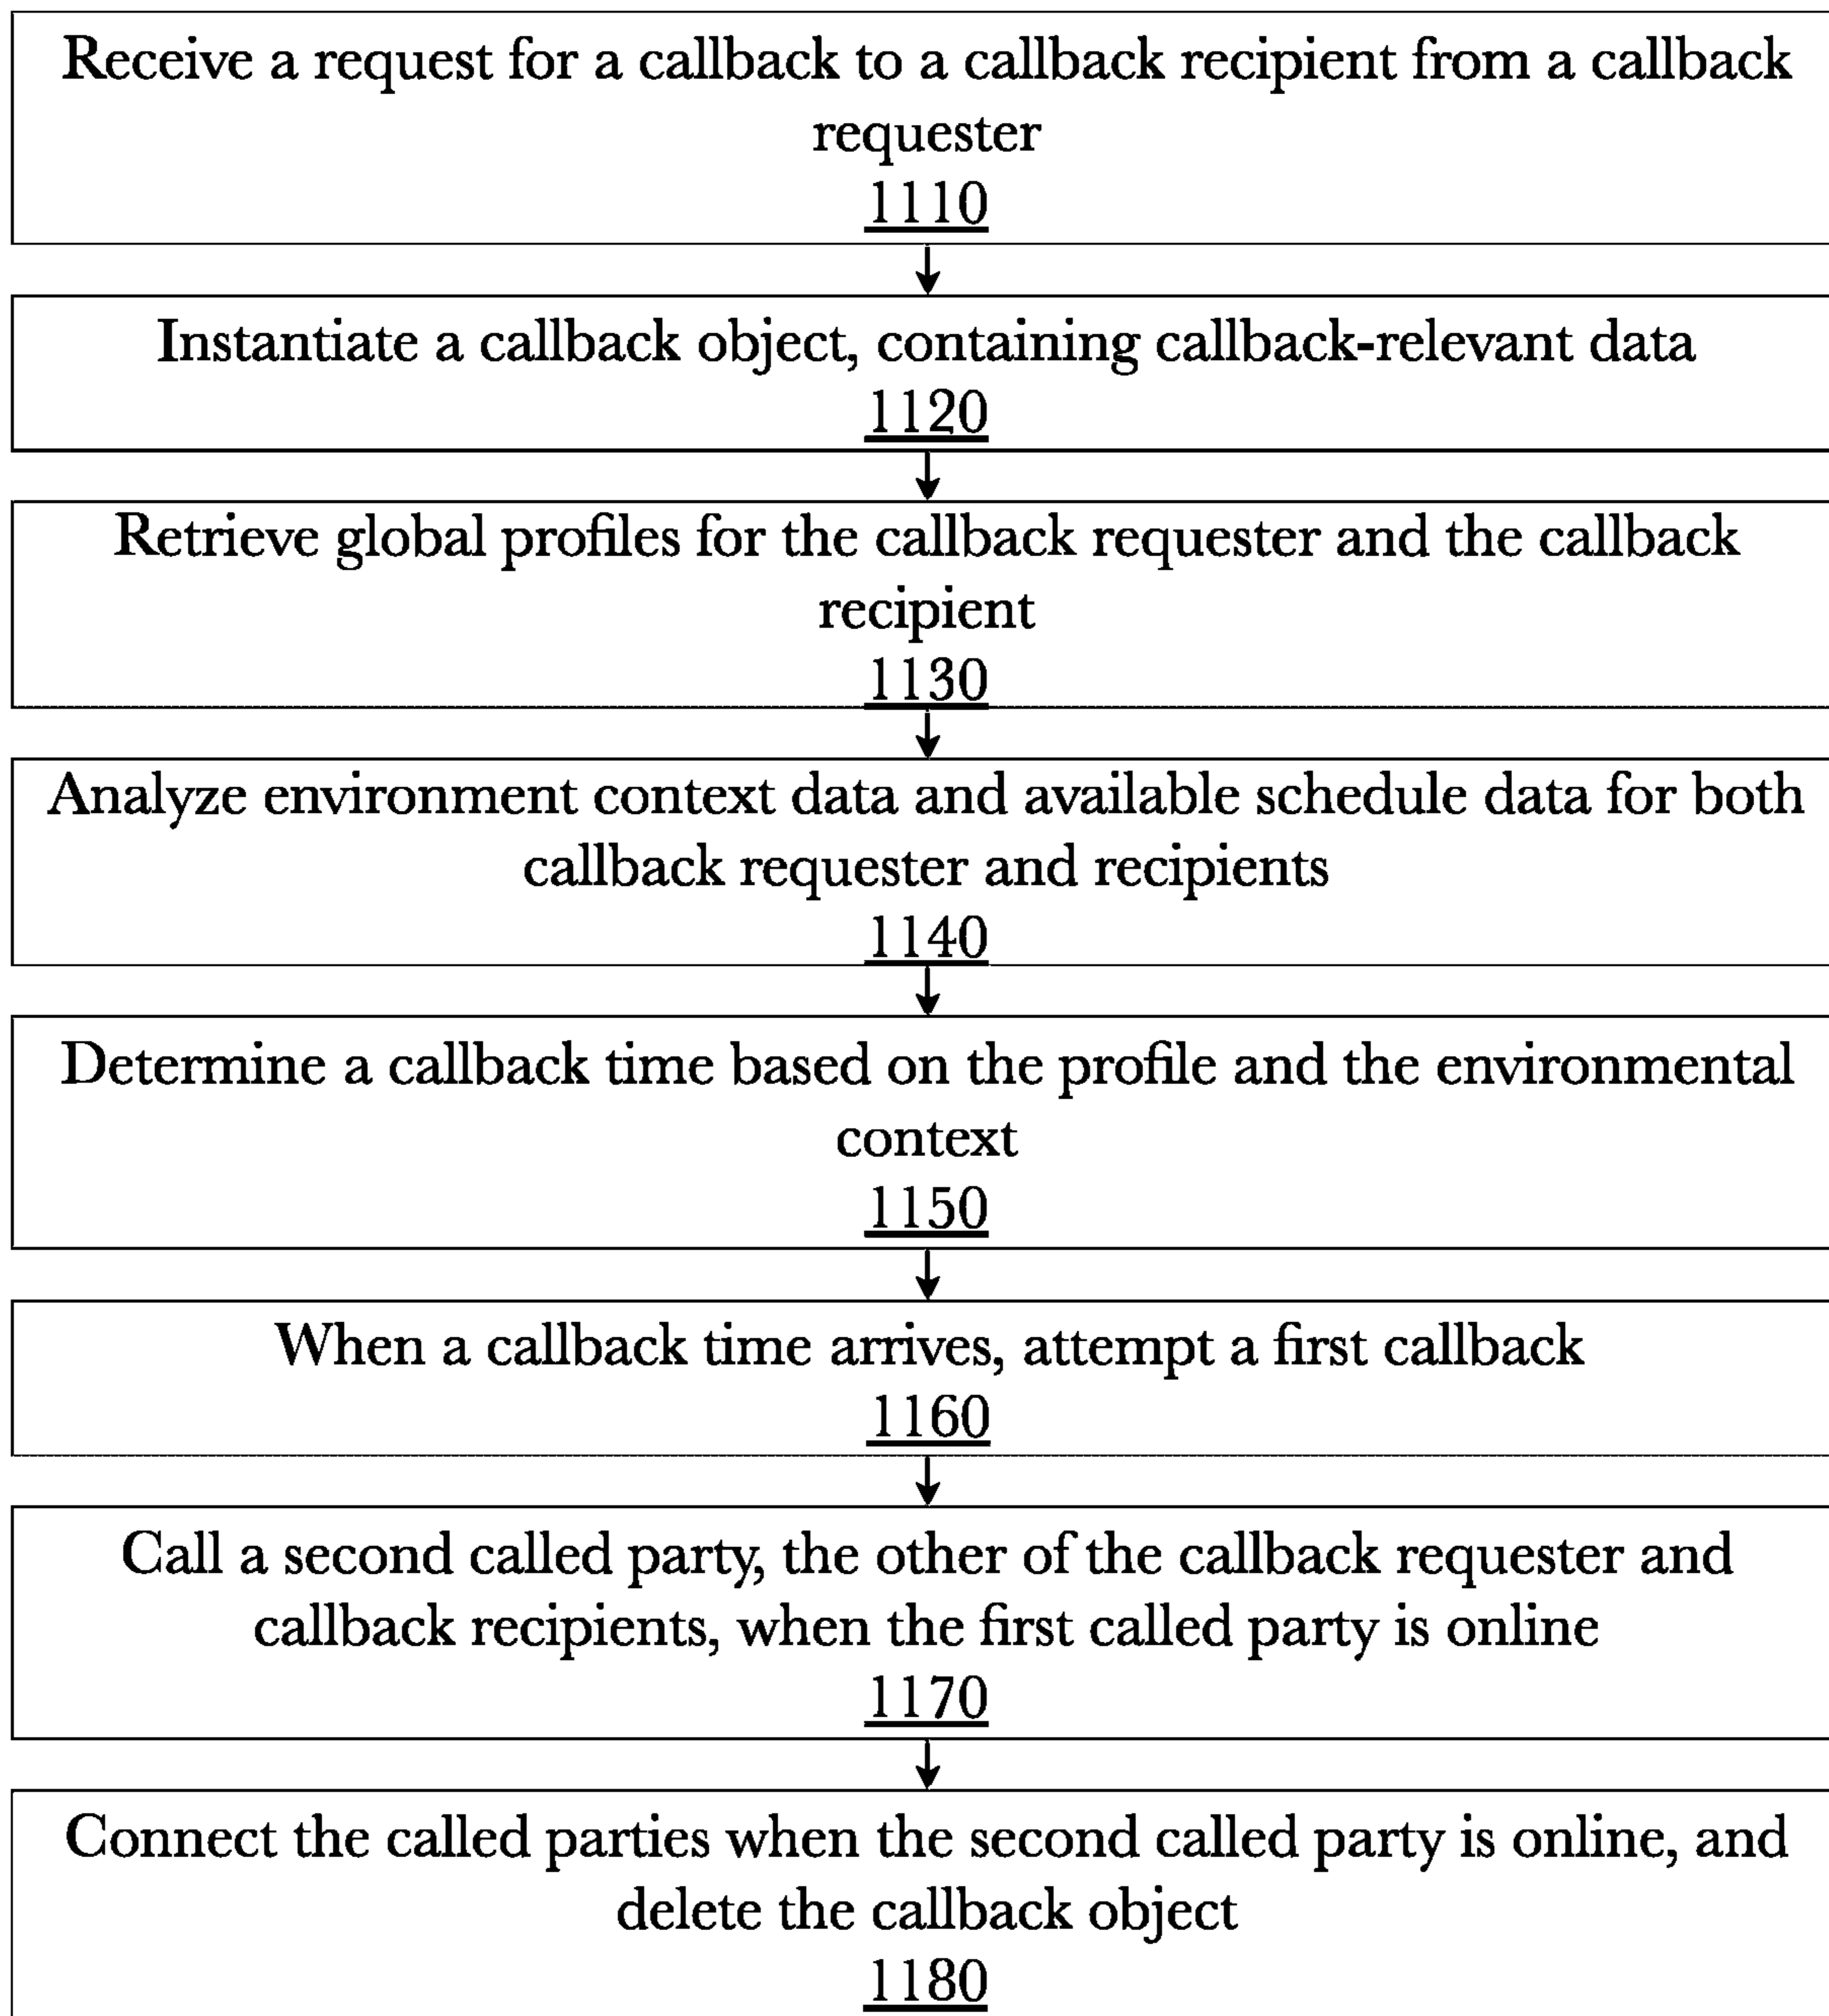 Receive a request for a callback to a callback recipient from a callback
requester
1110
Instantiate a callback object, containing callback-relevant data
1120
Retrieve global profiles for the callback requester and the callback
recipient
1130
Analyze environment context data and available schedule data for both
callback requester and recipients
1140
Determine a callback time based on the profile and the environmental
context
1150
When a callback time arrives, attempt a first callback
1160
Call a second called party, the other of the callback requester and
callback recipients, when the first called party is online
1170
Connect the called parties when the second called party is online, and
delete the callback object
1180